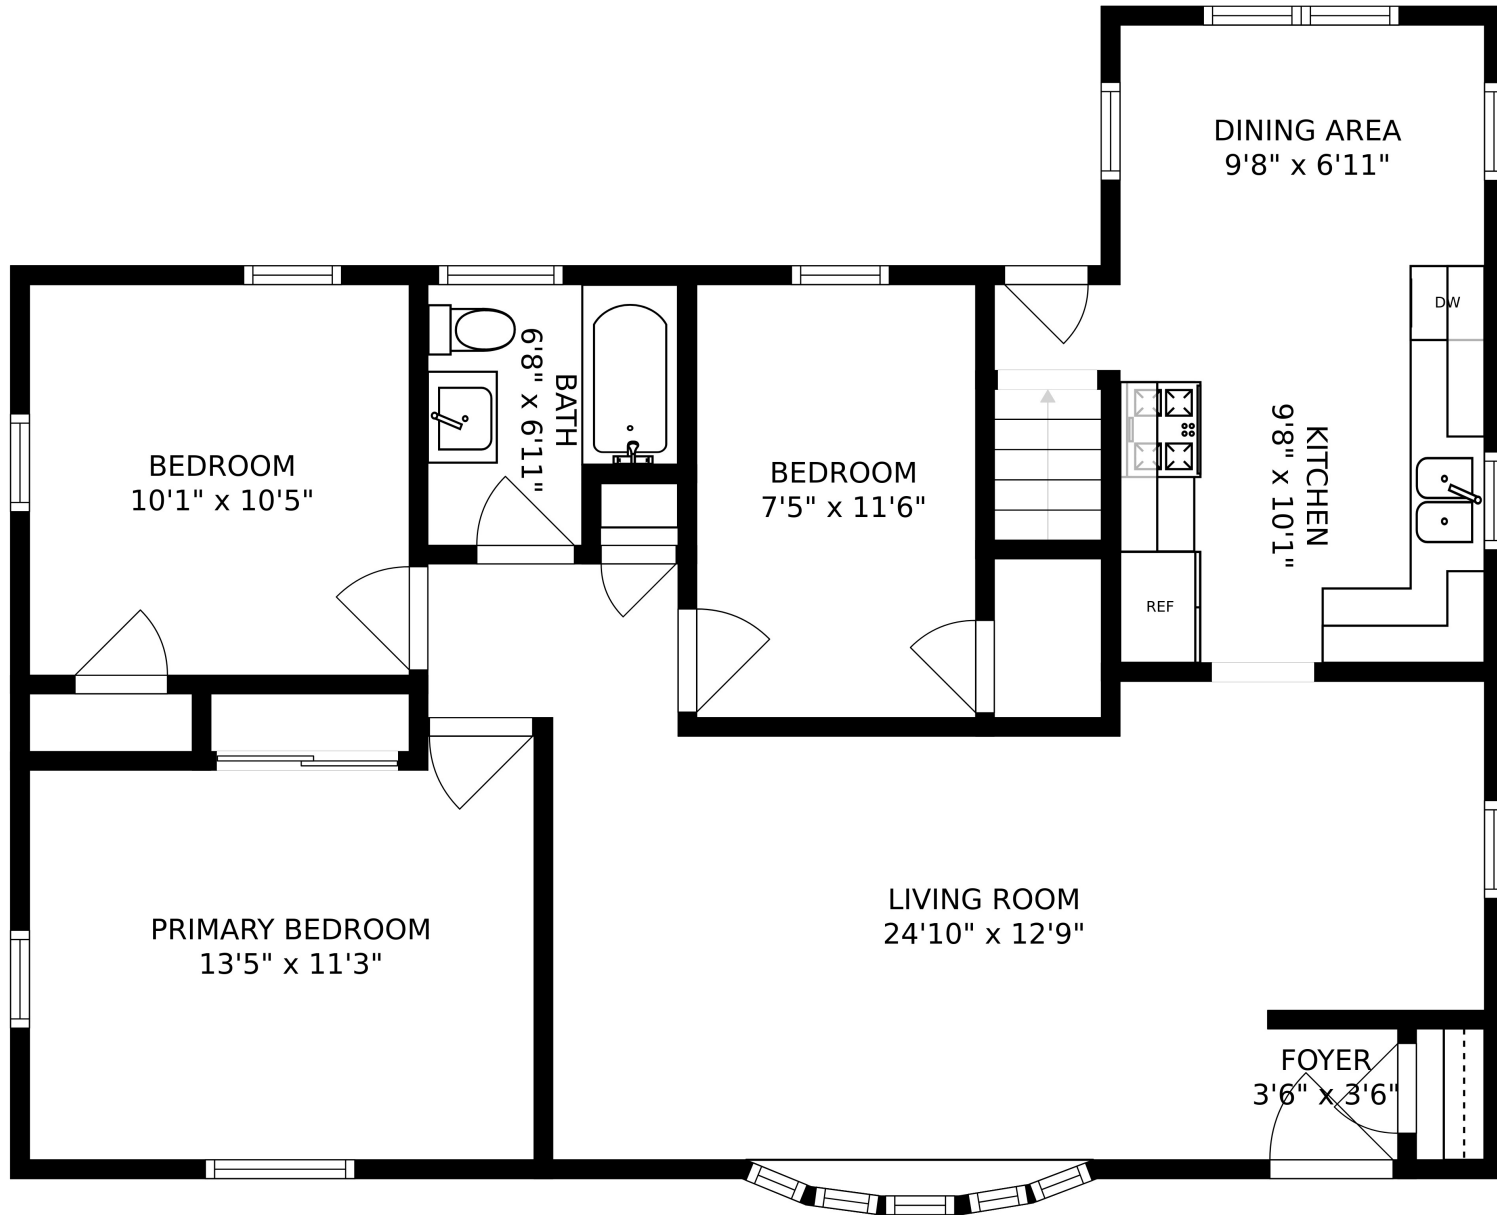 DINING AREA
9'8" x 6'11"
DW
BATH
6'8" x 6'11"
BEDROOM
10'1" x 10'5"
BEDROOM
7'5" x 11'6"
KITCHEN
9'8" x 10'1"
REF
PRIMARY BEDROOM
13'5" x 11'3"
LIVING ROOM
24'10" x 12'9"
FOYER
3'6" x 3'6"